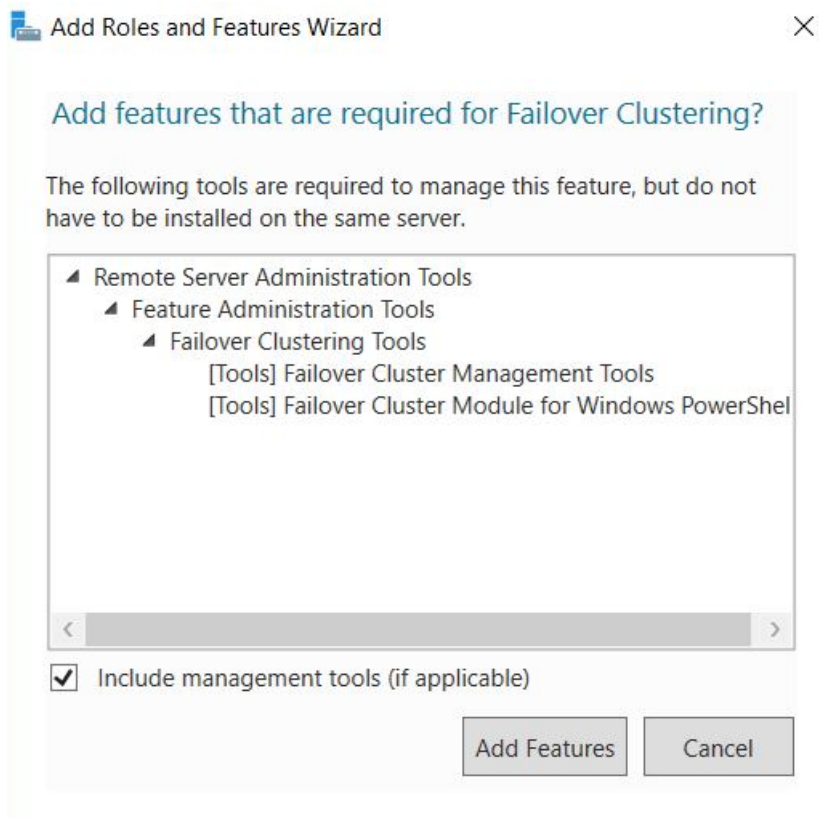 Add Roles and Features Wizard
Add features that are required for Failover Clustering?
The following tools are required to manage this feature, but do not
have to be installed on the same server.
Remote Server Administration Tools
Feature Administration Tools
Failover Clustering Tools
[Tools] Failover Cluster Management Tools
[Tools] Failover Cluster Module for Windows PowerShel
Include management tools (if applicable)
Add Features Cancel